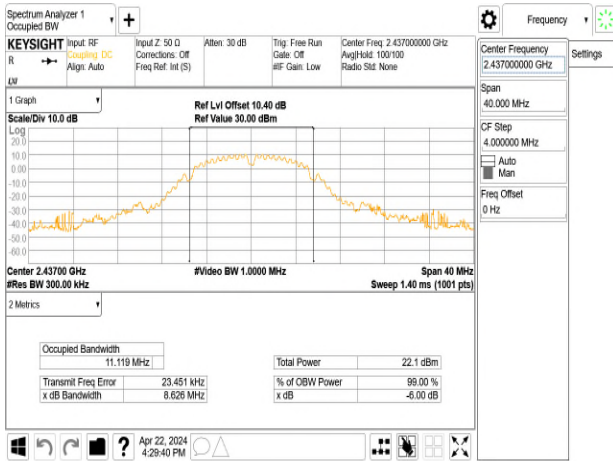 Spectrum Analyzer 1
Occupied BW
▼
+
Frequency
▼
KEYSIGHT
R
LXI
Input: RF
Coupling: DC
Align: Auto
Input Z: 50 Ω
Corrections: Off
Freq Ref: Int (S)
Atten: 30 dB
Trig: Free Run
Gate: Off
#IF Gain: Low
Center Freq: 2.437000000 GHz
Avg|Hold: 100/100
Radio Std: None
Center Frequency
2.437000000 GHz
Settings
Span
40.000 MHz
CF Step
4.000000 MHz
Auto
Man
Freq Offset
0 Hz
1 Graph
▼
Scale/Div 10.0 dB
Ref Lvl Offset 10.40 dB
Ref Value 30.00 dBm
Log
20.0
10.0
0.00
-10.0
-20.0
-30.0
-40.0
-50.0
-60.0
Center 2.43700 GHz
#Res BW 300.00 kHz
#Video BW 1.0000 MHz
Span 40 MHz
Sweep 1.40 ms (1001 pts)
2 Metrics
▼
Occupied Bandwidth
11.119 MHz
Transmit Freq Error 23.451 kHz
x dB Bandwidth 8.626 MHz
Total Power 22.1 dBm
% of OBW Power 99.00 %
x dB -6.00 dB
?
Apr 22, 2024
4:29:40 PM